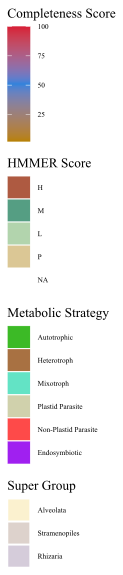 Completeness Score
100
75
50
25
HMMER Score
H
M
L
P
NA
Metabolic Strategy
Autotrophic
Heterotroph
Mixotroph
Plastid Parasite
Non-Plastid Parasite
Endosymbiotic
Super Group
Alveolata
Stramenopiles
Rhizaria